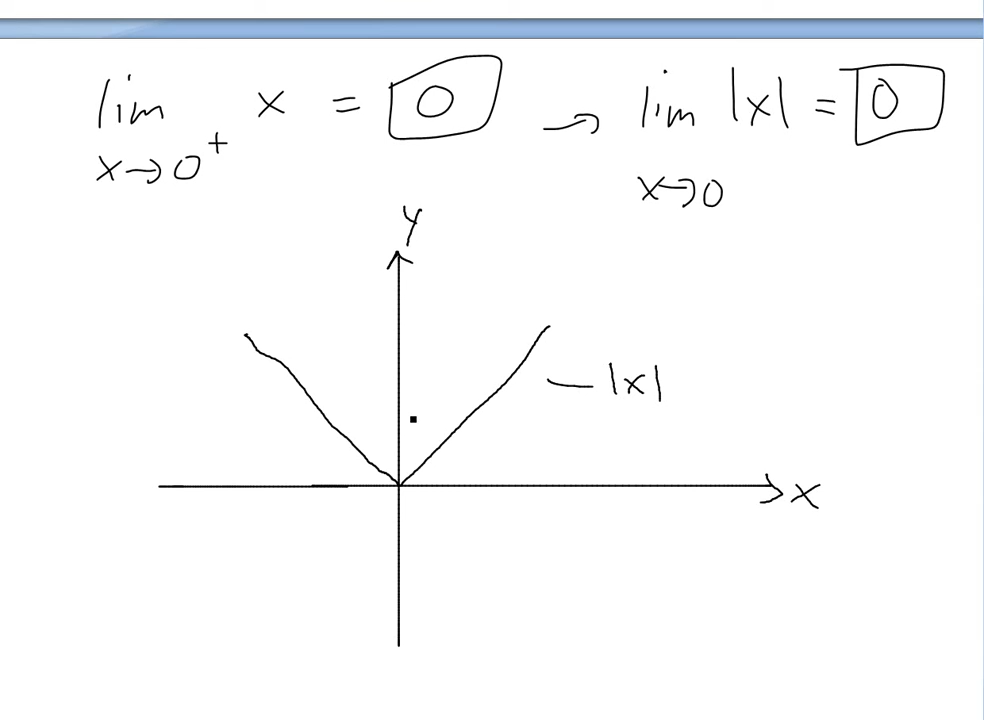 lim x = 0 → lim |x| = 0
x→0⁺ x→0
y
— |x|
x